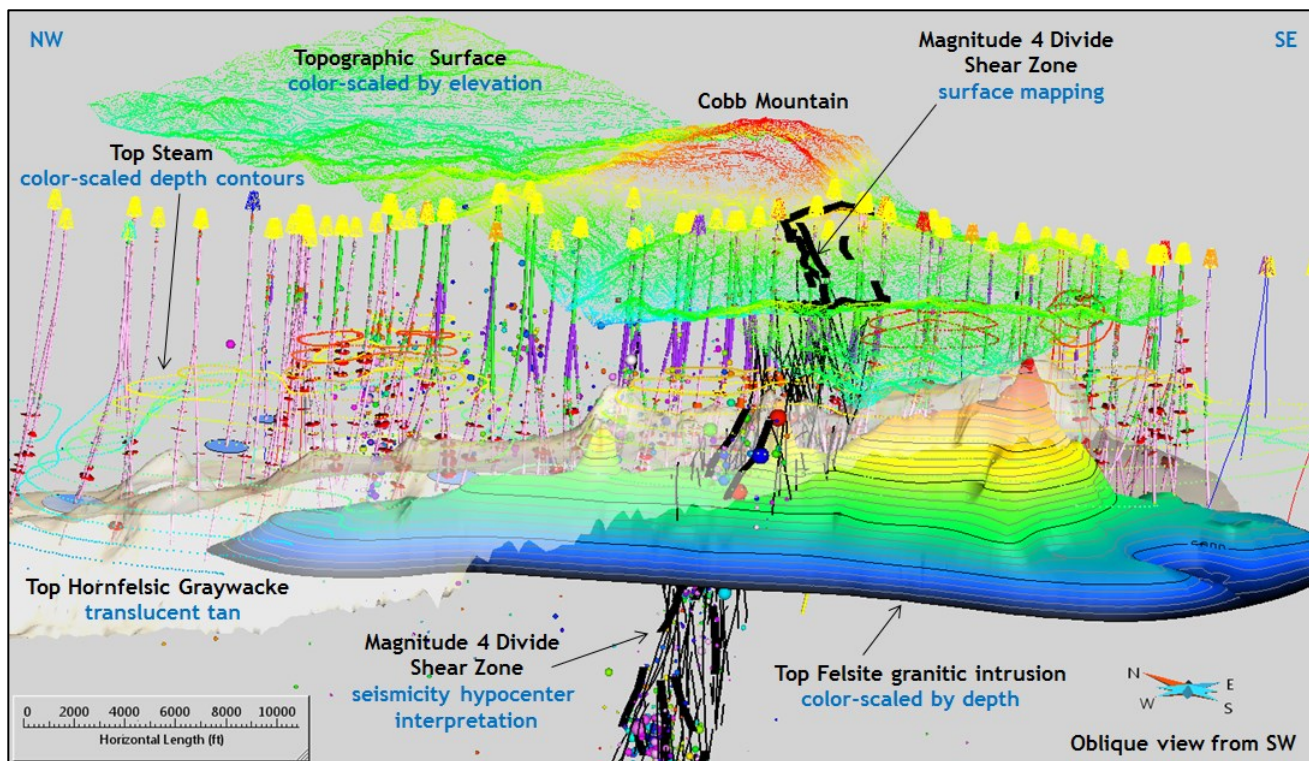 NW
SE
Topographic Surface
color-scaled by elevation
Magnitude 4 Divide
Shear Zone
surface mapping
Cobb Mountain
Top Steam
color-scaled depth contours
Top Hornfelsic Graywacke
translucent tan
Magnitude 4 Divide
Shear Zone
seismicity hypocenter
interpretation
Top Felsite granitic intrusion
color-scaled by depth
N
E
W
S
0 2000 4000 6000 8000 10000
Horizontal Length (ft)
Oblique view from SW